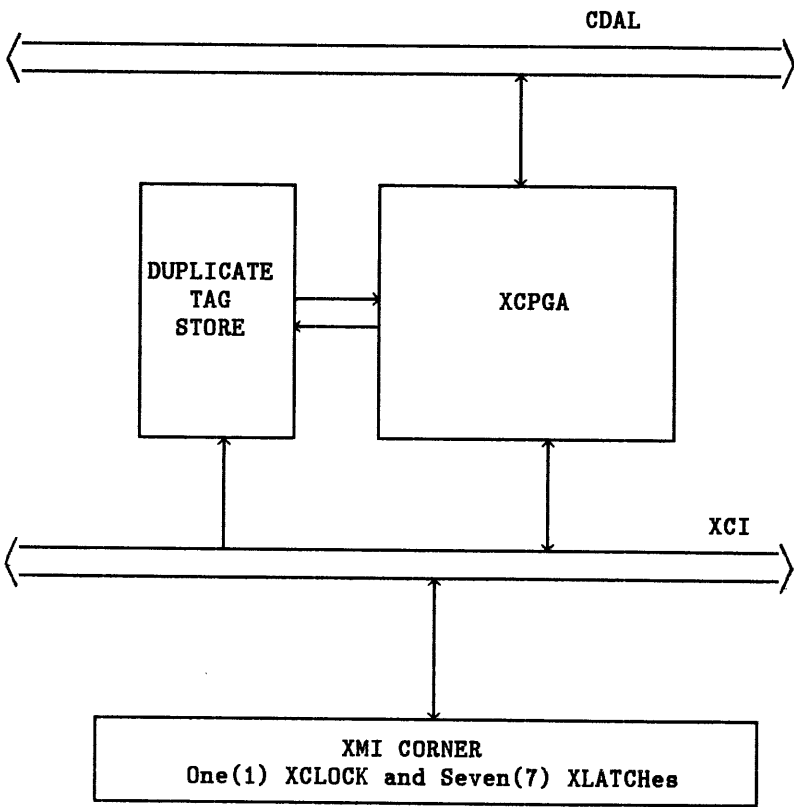 CDAL
DUPLICATE
TAG
STORE
XCPGA
XCI
XMI CORNER
One(1) XCLOCK and Seven(7) XLATCHes